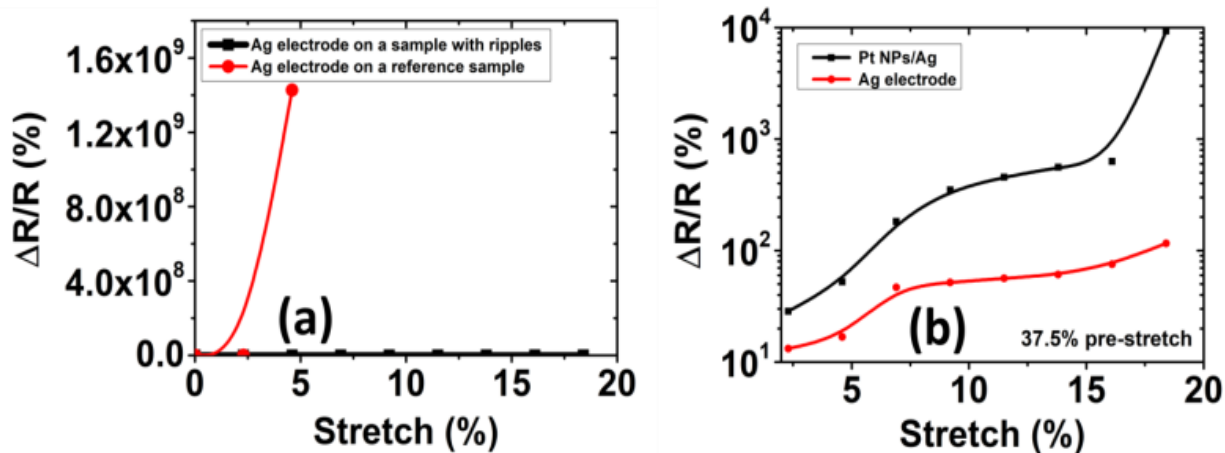 Ag electrode on a sample with ripples
Ag electrode on a reference sample
1.6x10⁹
1.2x10⁹
8.0x10⁸
4.0x10⁸
0.0
ΔR/R (%)
(a)
0 5 10 15 20
Stretch (%)
Pt NPs/Ag
Ag electrode
10⁴
10³
10²
10¹
ΔR/R (%)
(b)
37.5% pre-stretch
5 10 15 20
Stretch (%)